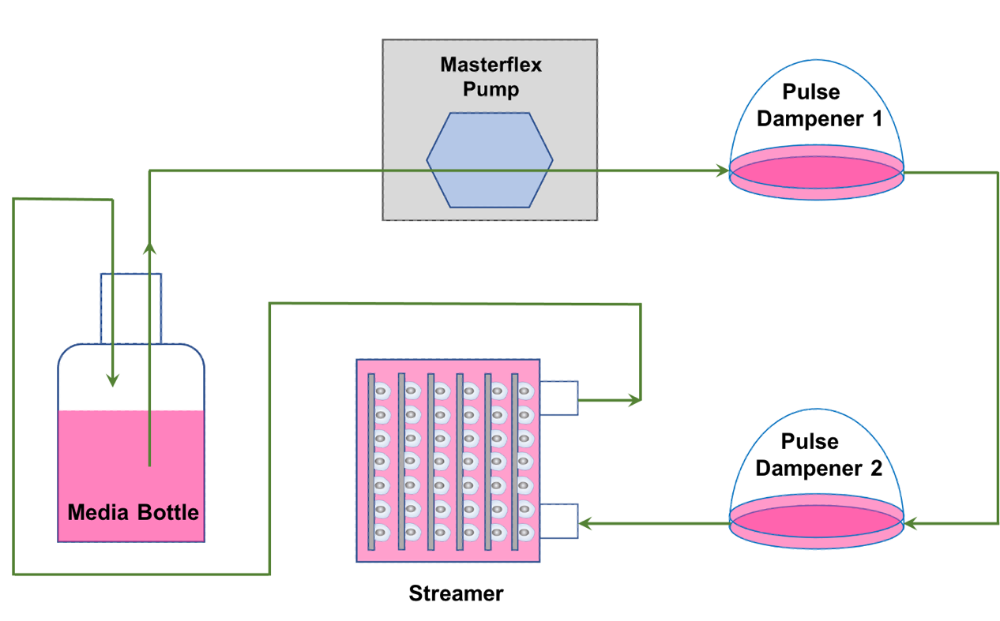 Masterflex
Pump
Pulse
Dampener 1
Pulse
Dampener 2
Media Bottle
Streamer